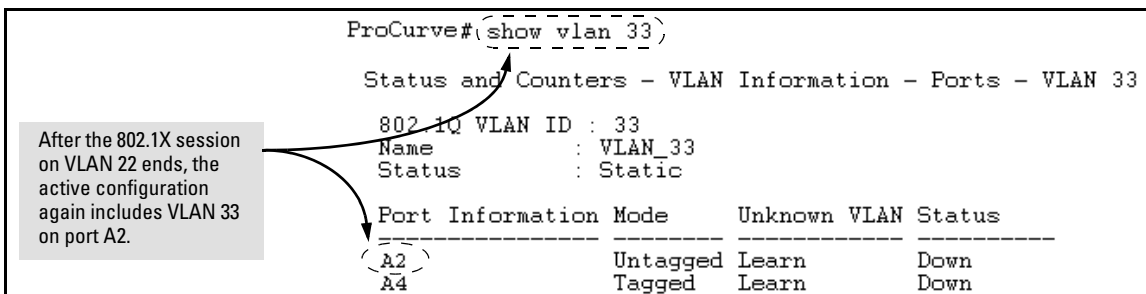 ProCurve# show vlan 33
Status and Counters - VLAN Information - Ports - VLAN 33
802.1Q VLAN ID : 33
Name : VLAN_33
Status : Static
After the 802.1X session
on VLAN 22 ends, the
active configuration
again includes VLAN 33
on port A2.
Port Information Mode Unknown VLAN Status
---------------- -------- ------------ ----------
A2 Untagged Learn Down
A4 Tagged Learn Down